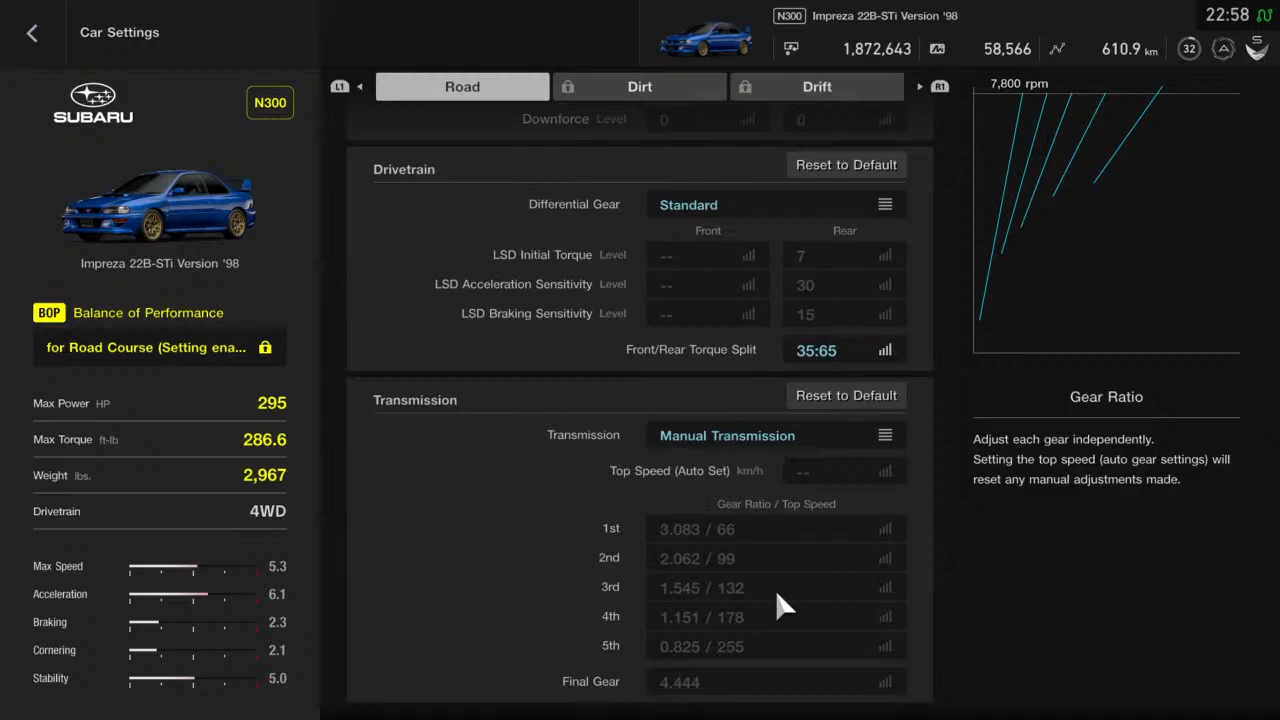 Car Settings
N300 Impreza 22B-STi Version '98
22:58
1,872,643 58,566 610.9 km 32 A S
SUBARU
N300
Impreza 22B-STi Version '98
BOP Balance of Performance
for Road Course (Setting ena...
Max Power HP 295
Max Torque ft-lb 286.6
Weight lbs. 2,967
Drivetrain 4WD
Max Speed 5.3
Acceleration 6.1
Braking 2.3
Cornering 2.1
Stability 5.0
L1 Road Dirt Drift R1
Downforce Level 0 0
Drivetrain Reset to Default
Differential Gear Standard
Front Rear
LSD Initial Torque Level -- 7
LSD Acceleration Sensitivity Level -- 30
LSD Braking Sensitivity Level -- 15
Front/Rear Torque Split 35:65
Transmission Reset to Default
Transmission Manual Transmission
Top Speed (Auto Set) km/h --
Gear Ratio / Top Speed
1st 3.083 / 66
2nd 2.062 / 99
3rd 1.545 / 132
4th 1.151 / 178
5th 0.825 / 255
Final Gear 4.444
7,800 rpm
Gear Ratio
Adjust each gear independently.
Setting the top speed (auto gear settings) will
reset any manual adjustments made.